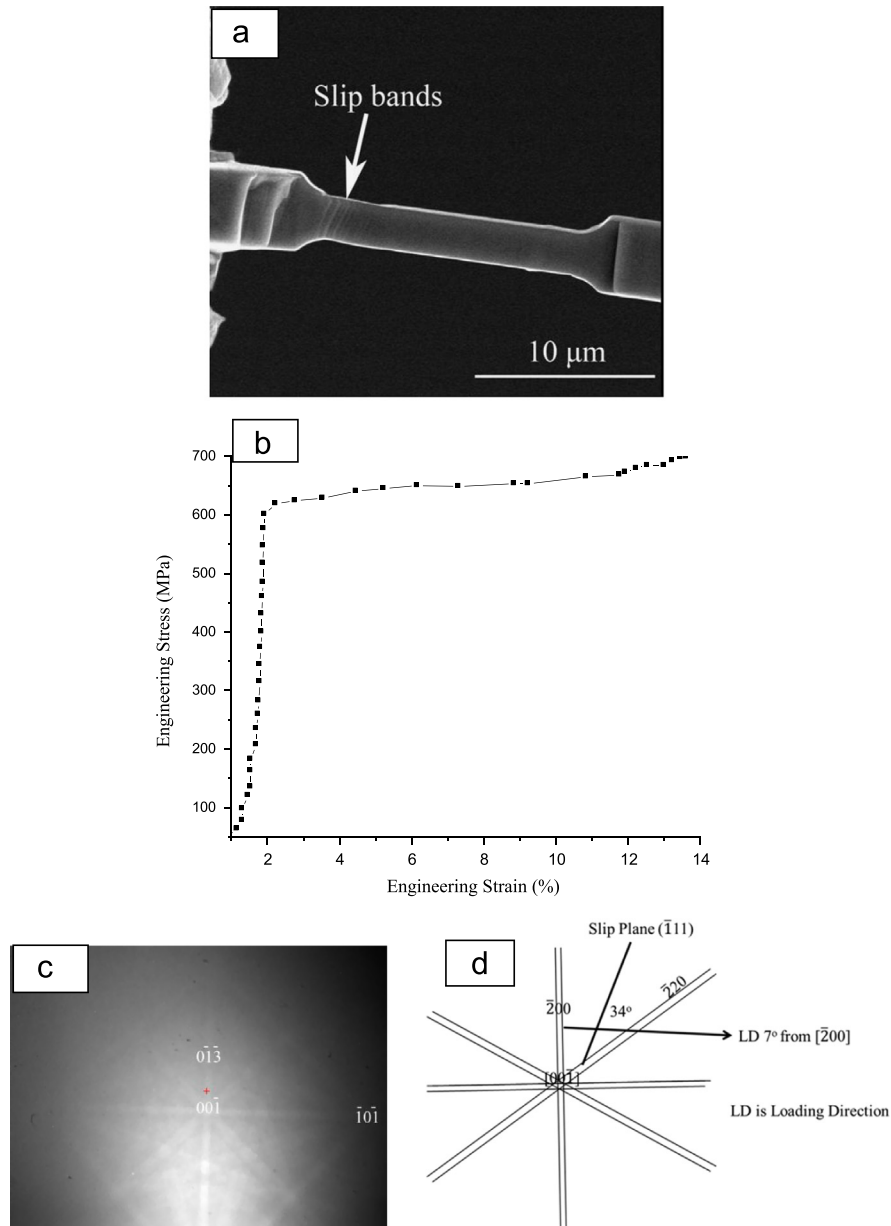 a
Slip bands
10 μm
b
700
600
500
400
300
200
100
Engineering Stress (MPa)
2 4 6 8 10 12 14
Engineering Strain (%)
c
01̄3̄
001̄
1̄01̄
d
Slip Plane (1̄11)
2̄00
34°
2̄20
LD 7° from [2̄00]
[001̄]
LD is Loading Direction